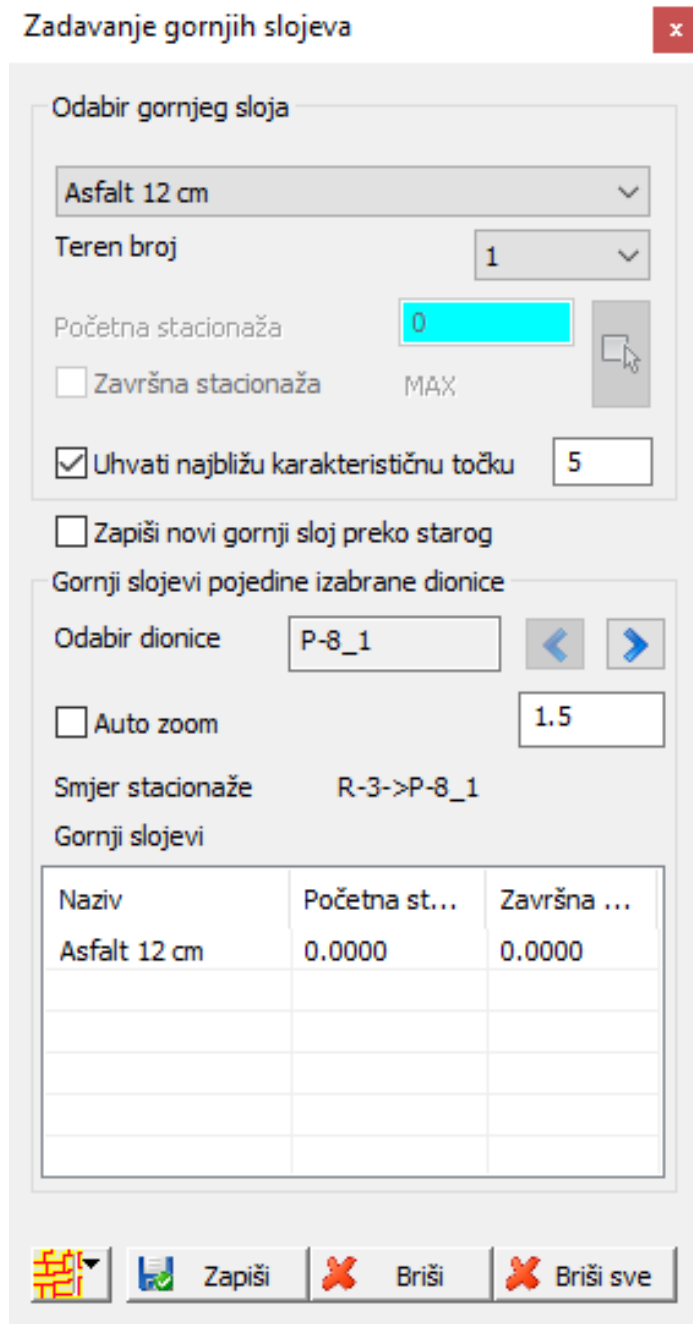 Zadavanje gornjih slojeva
x
Odabir gornjeg sloja
Asfalt 12 cm
Teren broj 1
Početna stacionaža 0
Završna stacionaža MAX
Uhvati najbližu karakterističnu točku 5
Zapiši novi gornji sloj preko starog
Gornji slojevi pojedine izabrane dionice
Odabir dionice P-8_1
Auto zoom 1.5
Smjer stacionaže R-3->P-8_1
Gornji slojevi
Naziv Početna st... Završna ...
Asfalt 12 cm 0.0000 0.0000
Zapiši Briši Briši sve